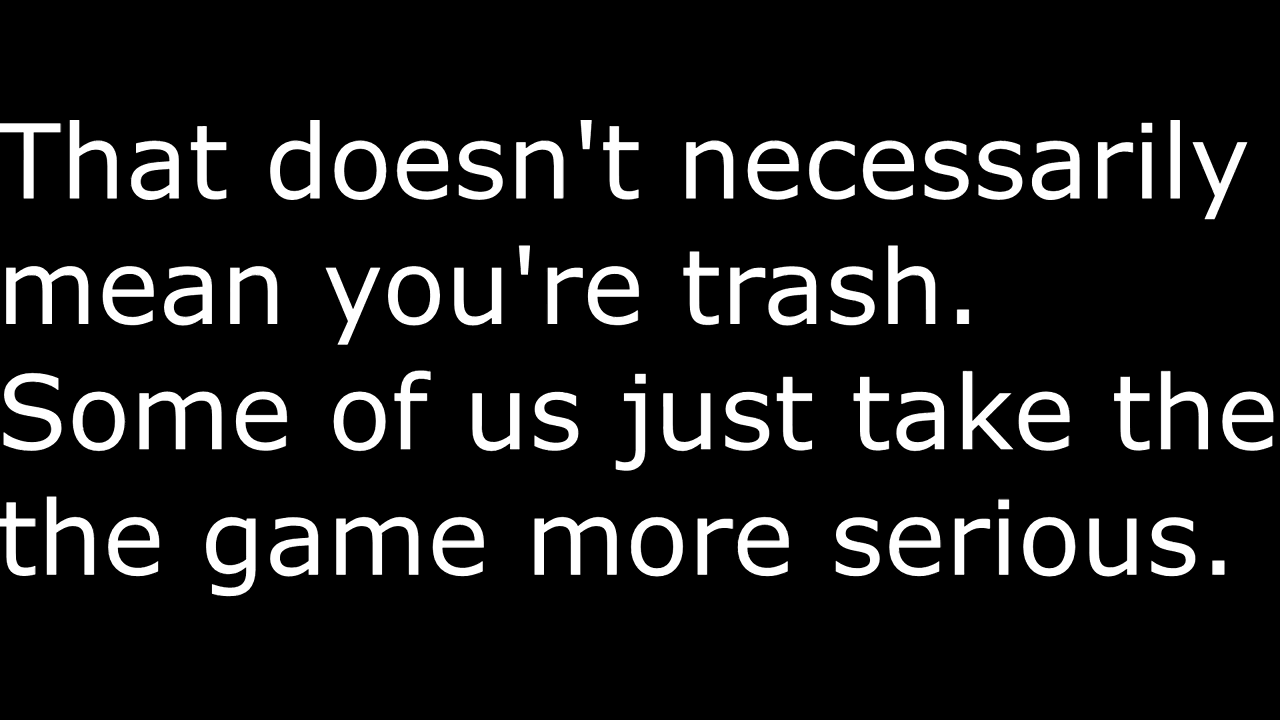 That doesn't necessarily
mean you're trash.
Some of us just take the
the game more serious.